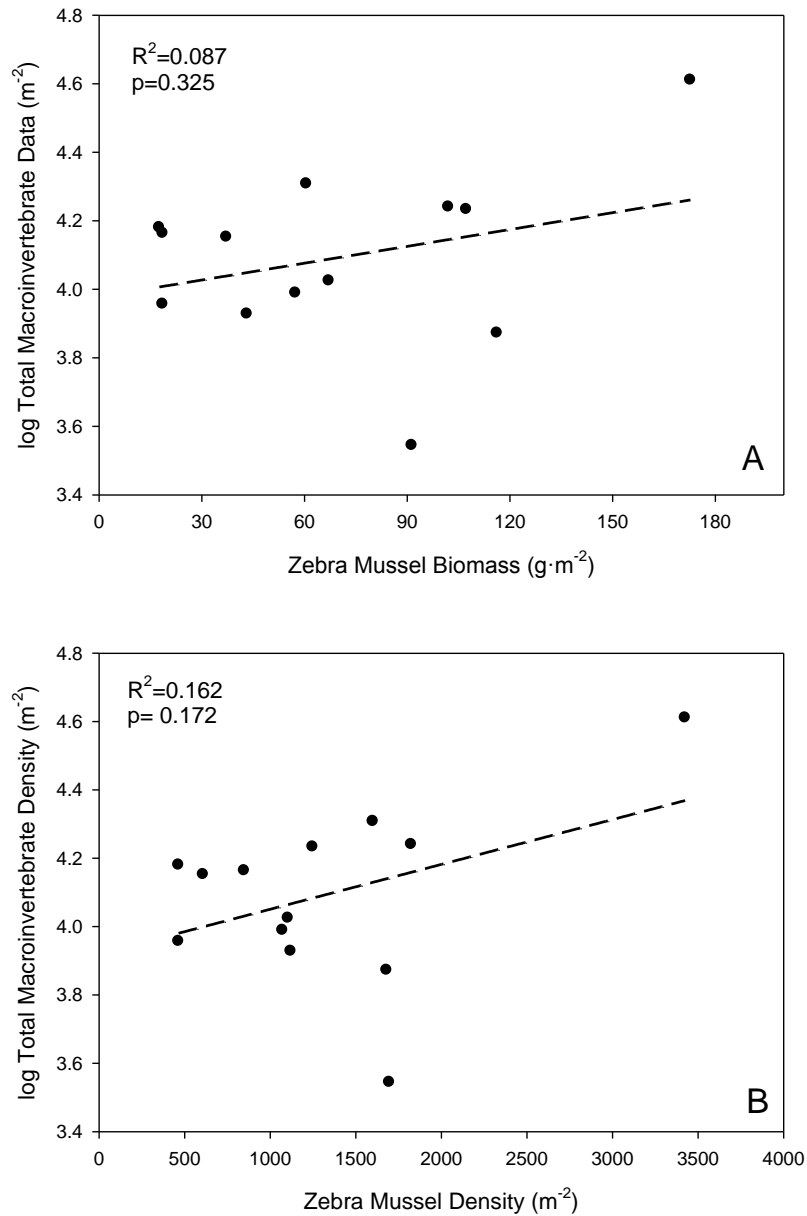 4.8
R²=0.087
p=0.325
4.6
4.4
4.2
4.0
3.8
3.6
3.4
log Total Macroinvertebrate Data (m⁻²)
A
0 30 60 90 120 150 180
Zebra Mussel Biomass (g·m⁻²)
4.8
R²=0.162
p= 0.172
4.6
4.4
4.2
4.0
3.8
3.6
3.4
log Total Macroinvertebrate Density (m⁻²)
B
0 500 1000 1500 2000 2500 3000 3500 4000
Zebra Mussel Density (m⁻²)